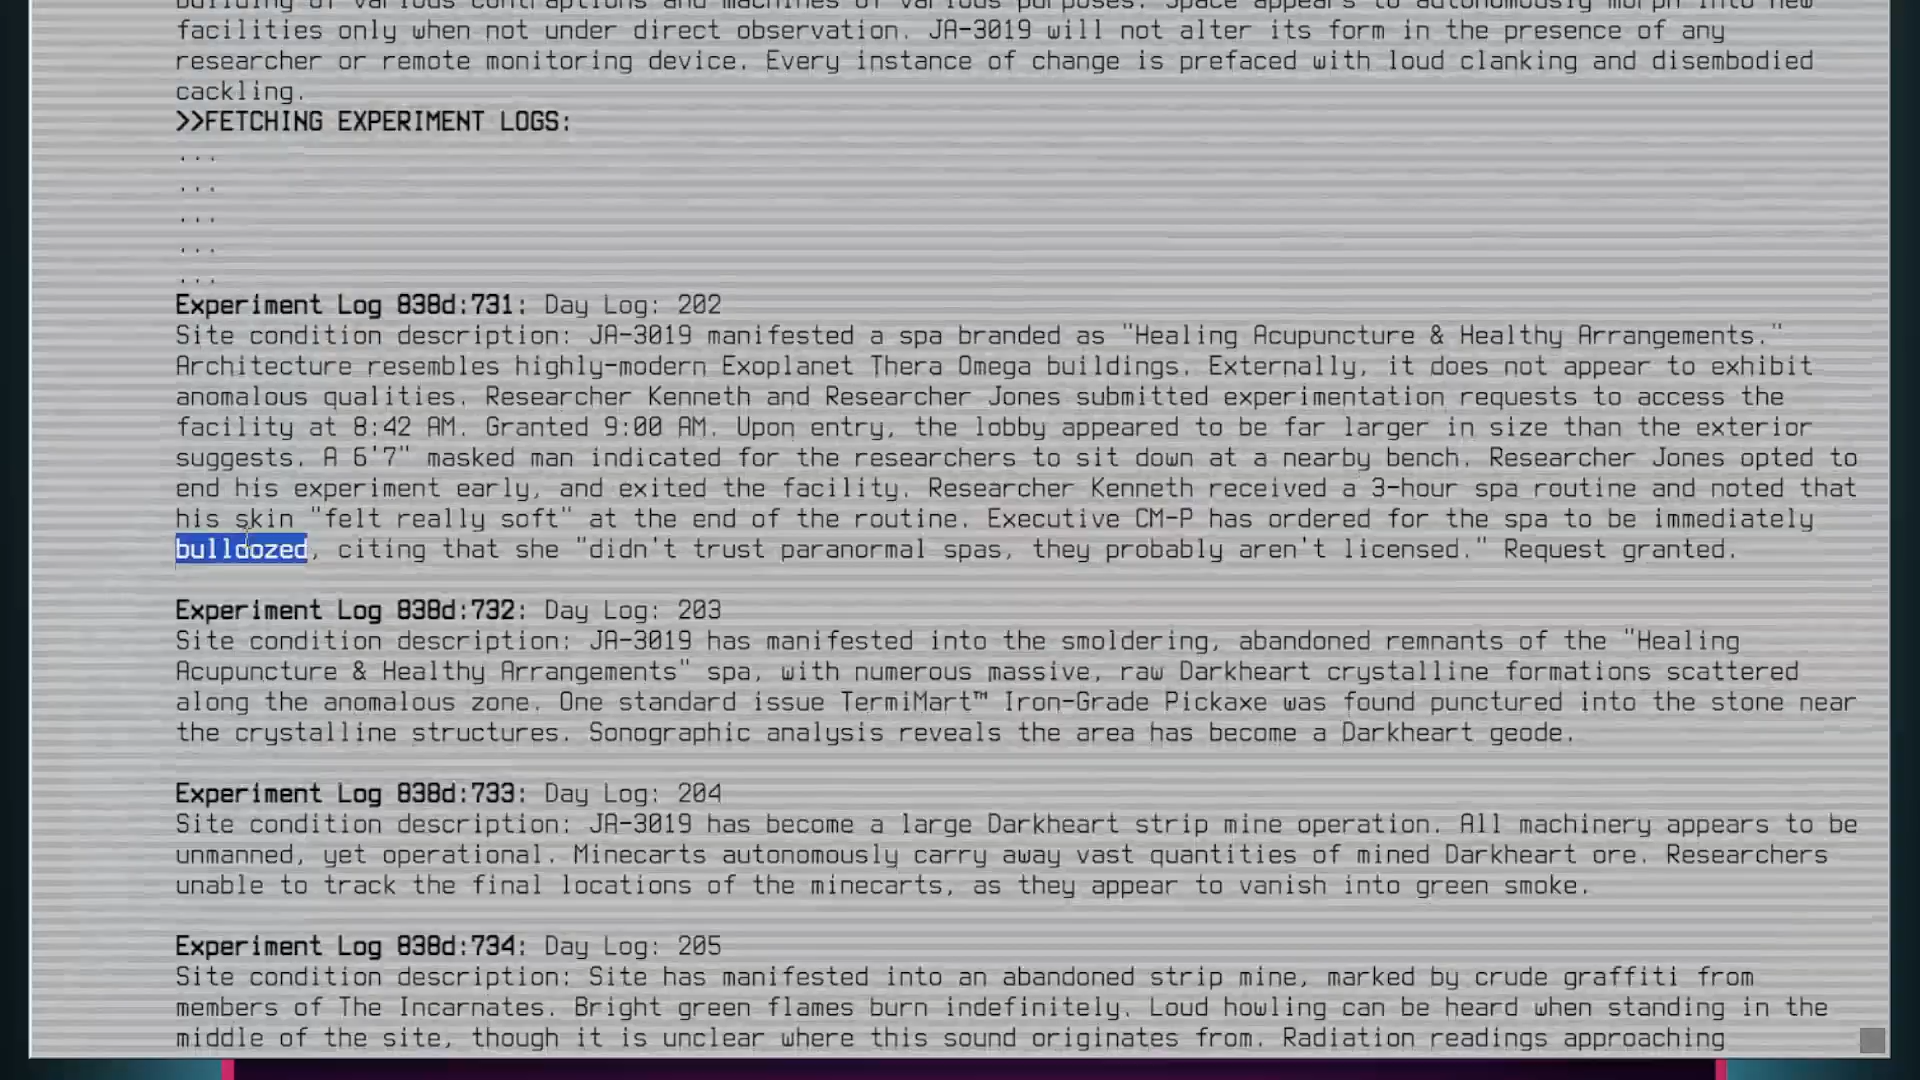 building of various contraptions and machines of various purposes. Space appears to autonomously morph into new
facilities only when not under direct observation. JA-3019 will not alter its form in the presence of any
researcher or remote monitoring device. Every instance of change is prefaced with loud clanking and disembodied
cackling.
>>FETCHING EXPERIMENT LOGS:
...
...
...
...
...
Experiment Log 838d:731: Day Log: 202
Site condition description: JA-3019 manifested a spa branded as "Healing Acupuncture & Healthy Arrangements."
Architecture resembles highly-modern Exoplanet Thera Omega buildings. Externally, it does not appear to exhibit
anomalous qualities. Researcher Kenneth and Researcher Jones submitted experimentation requests to access the
facility at 8:42 AM. Granted 9:00 AM. Upon entry, the lobby appeared to be far larger in size than the exterior
suggests. A 6'7" masked man indicated for the researchers to sit down at a nearby bench. Researcher Jones opted to
end his experiment early, and exited the facility. Researcher Kenneth received a 3-hour spa routine and noted that
his skin "felt really soft" at the end of the routine. Executive CM-P has ordered for the spa to be immediately
bulldozed, citing that she "didn't trust paranormal spas, they probably aren't licensed." Request granted.
Experiment Log 838d:732: Day Log: 203
Site condition description: JA-3019 has manifested into the smoldering, abandoned remnants of the "Healing
Acupuncture & Healthy Arrangements" spa, with numerous massive, raw Darkheart crystalline formations scattered
along the anomalous zone. One standard issue TermiMart™ Iron-Grade Pickaxe was found punctured into the stone near
the crystalline structures. Sonographic analysis reveals the area has become a Darkheart geode.
Experiment Log 838d:733: Day Log: 204
Site condition description: JA-3019 has become a large Darkheart strip mine operation. All machinery appears to be
unmanned, yet operational. Minecarts autonomously carry away vast quantities of mined Darkheart ore. Researchers
unable to track the final locations of the minecarts, as they appear to vanish into green smoke.
Experiment Log 838d:734: Day Log: 205
Site condition description: Site has manifested into an abandoned strip mine, marked by crude graffiti from
members of The Incarnates. Bright green flames burn indefinitely. Loud howling can be heard when standing in the
middle of the site, though it is unclear where this sound originates from. Radiation readings approaching